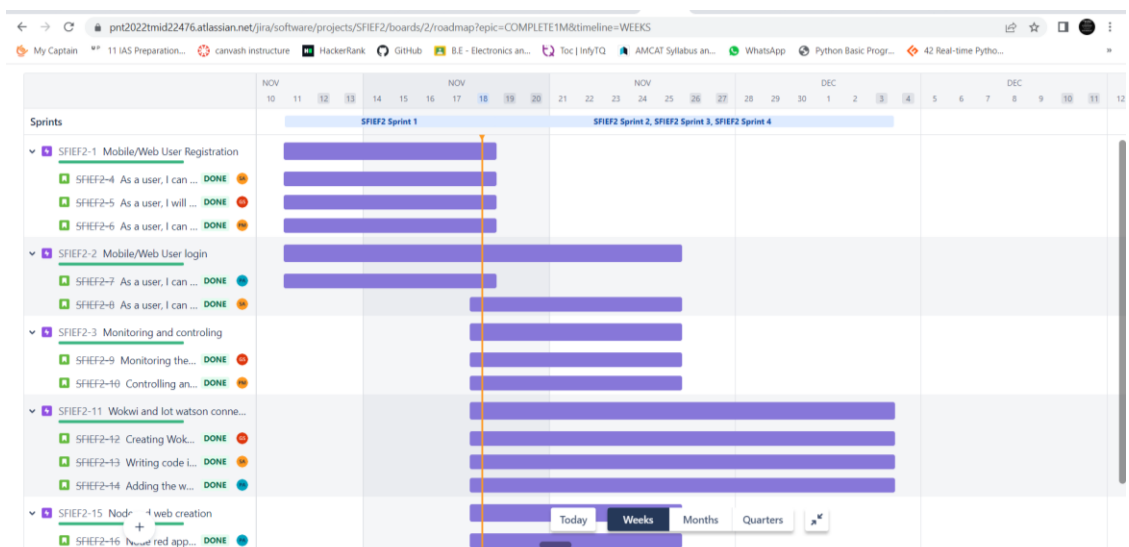 pnt2022tmid22476.atlassian.net/jira/software/projects/SFIEF2/boards/2/roadmap?epic=COMPLETE1M&timeline=WEEKS
My Captain 11 IAS Preparation... canvash instructure HackerRank GitHub B.E - Electronics an... Toc | InfyTQ AMCAT Syllabus an... WhatsApp Python Basic Progr... 42 Real-time Pytho... »
NOV NOV NOV DEC DEC
10 11 12 13 14 15 16 17 18 19 20 21 22 23 24 25 26 27 28 29 30 1 2 3 4 5 6 7 8 9 10 11 12
Sprints SFIEF2 Sprint 1 SFIEF2 Sprint 2, SFIEF2 Sprint 3, SFIEF2 Sprint 4
SFIEF2-1 Mobile/Web User Registration
SFIEF2-4 As a user, I can ... DONE SA
SFIEF2-5 As a user, I will ... DONE GS
SFIEF2-6 As a user, I can ... DONE
SFIEF2-2 Mobile/Web User login
SFIEF2-7 As a user, I can ... DONE
SFIEF2-8 As a user, I can ... DONE SA
SFIEF2-3 Monitoring and controling
SFIEF2-9 Monitoring the... DONE GS
SFIEF2-10 Controlling an... DONE
SFIEF2-11 Wokwi and Iot watson conne...
SFIEF2-12 Creating Wok... DONE GS
SFIEF2-13 Writing code i... DONE SA
SFIEF2-14 Adding the w... DONE
SFIEF2-15 web creation
Today Weeks Months Quarters
SFIEF2-16 red app... DONE